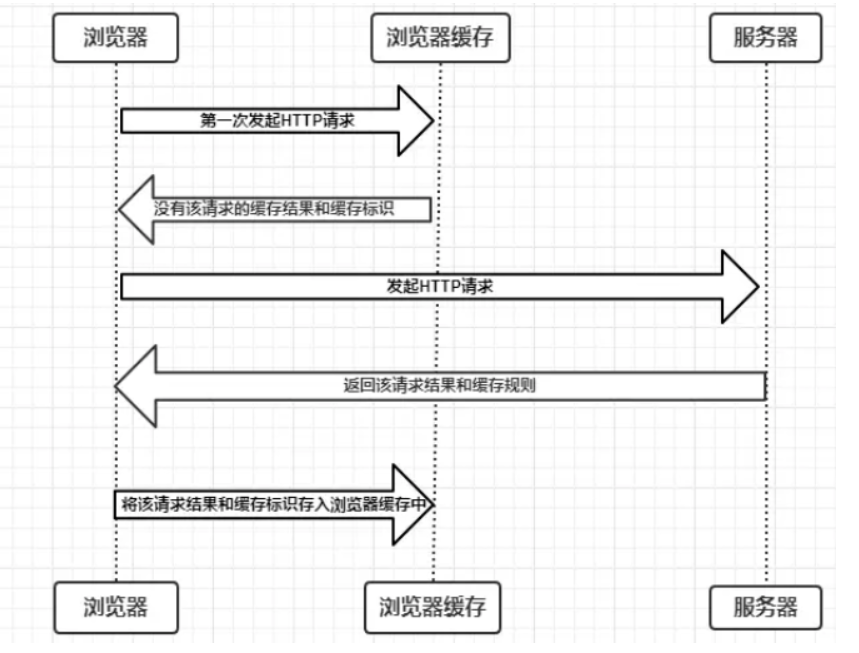 浏览器
浏览器缓存
服务器
第一次发起HTTP请求
没有该请求的缓存结果和缓存标识
发起HTTP请求
返回该请求结果和缓存规则
将该请求结果和缓存标识存入浏览器缓存中
浏览器
浏览器缓存
服务器